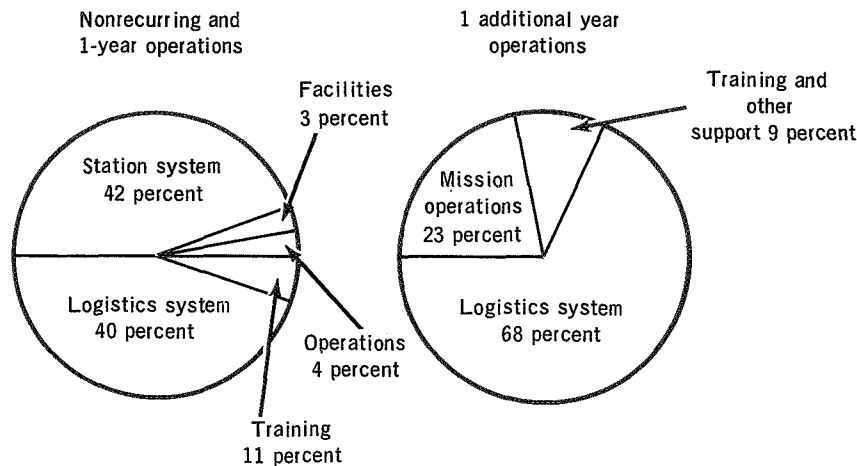 Nonrecurring and
1-year operations
Facilities
3 percent
Station system
42 percent
Logistics system
40 percent
Operations
4 percent
Training
11 percent
1 additional year
operations
Training and
other
support 9 percent
Mission
operations
23 percent
Logistics system
68 percent